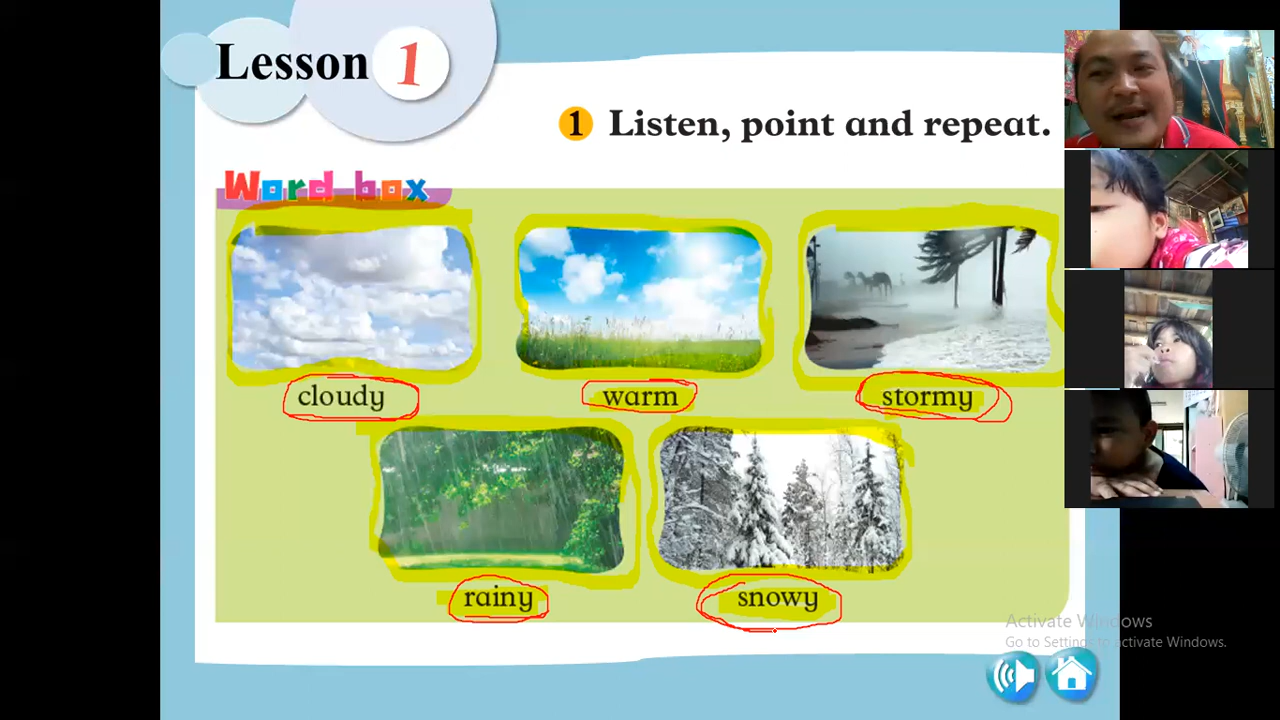 Lesson 1
1 Listen, point and repeat.
Word box
cloudy
warm
stormy
rainy
snowy
Activate Windows
Go to Settings to activate Windows.